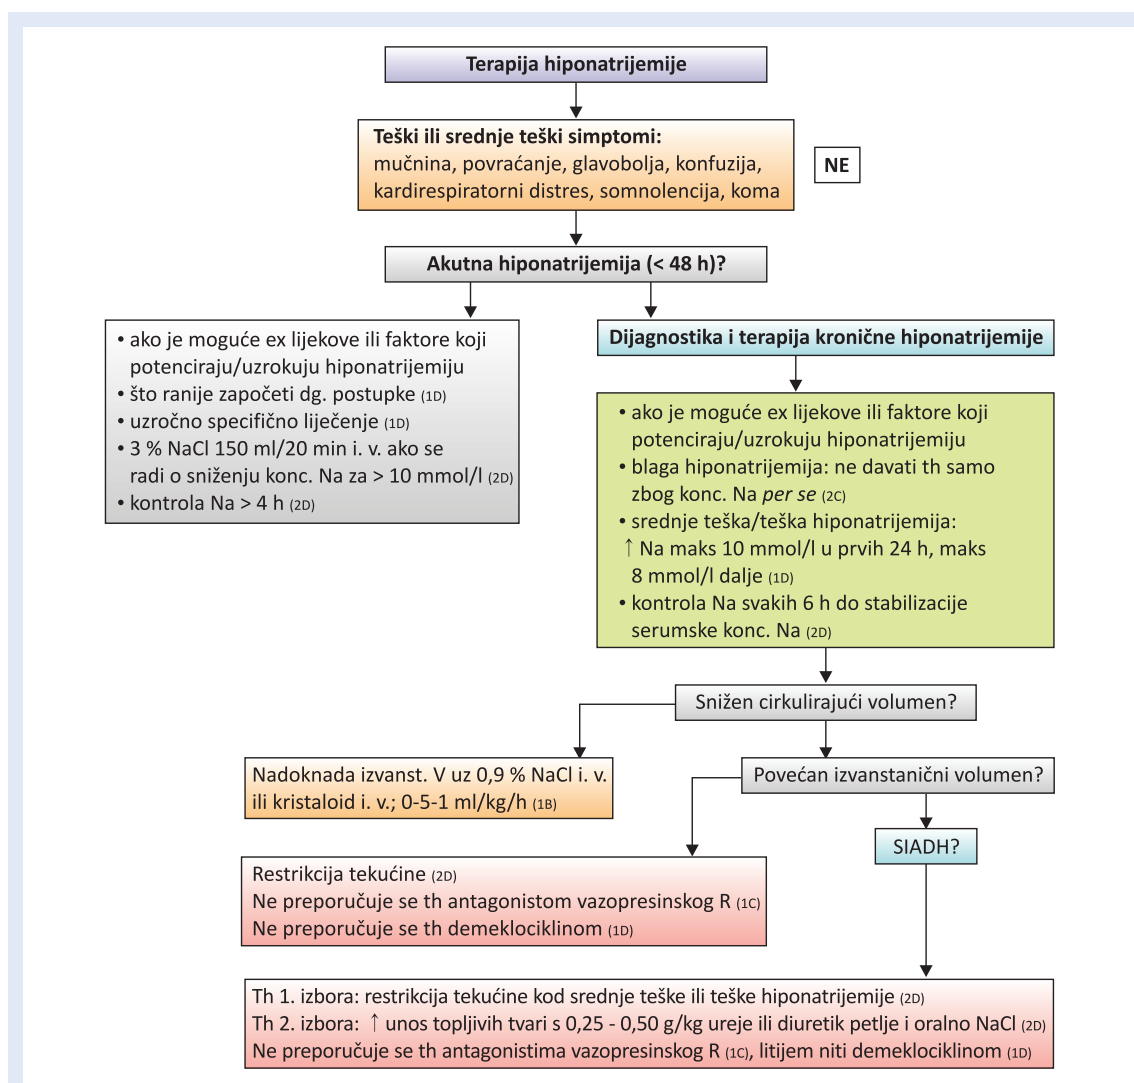 Terapija hiponatrijemije
Teški ili srednje teški simptomi:
mučnina, povraćanje, glavobolja, konfuzija,
kardirespiratorni distres, somnolencija, koma
NE
Akutna hiponatrijemija (< 48 h)?
• ako je moguće ex lijekove ili faktore koji
potenciraju/uzrokuju hiponatrijemiju
• što ranije započeti dg. postupke (1D)
• uzročno specifično liječenje (1D)
• 3 % NaCl 150 ml/20 min i. v. ako se
radi o sniženju konc. Na za > 10 mmol/l (2D)
• kontrola Na > 4 h (2D)
Dijagnostika i terapija kronične hiponatrijemije
• ako je moguće ex lijekove ili faktore koji
potenciraju/uzrokuju hiponatrijemiju
• blaga hiponatrijemija: ne davati th samo
zbog konc. Na per se (2C)
• srednje teška/teška hiponatrijemija:
↑ Na maks 10 mmol/l u prvih 24 h, maks
8 mmol/l dalje (1D)
• kontrola Na svakih 6 h do stabilizacije
serumske konc. Na (2D)
Snižen cirkulirajući volumen?
Nadoknada izvanst. V uz 0,9 % NaCl i. v.
ili kristaloid i. v.; 0-5-1 ml/kg/h (1B)
Povećan izvanstanični volumen?
SIADH?
Restrikcija tekućine (2D)
Ne preporučuje se th antagonistom vazopresinskog R (1C)
Ne preporučuje se th demeklociklinom (1D)
Th 1. izbora: restrikcija tekućine kod srednje teške ili teške hiponatrijemije (2D)
Th 2. izbora: ↑ unos topljivih tvari s 0,25 - 0,50 g/kg ureje ili diuretik petlje i oralno NaCl (2D)
Ne preporučuje se th antagonistima vazopresinskog R (1C), litijem niti demeklociklinom (1D)